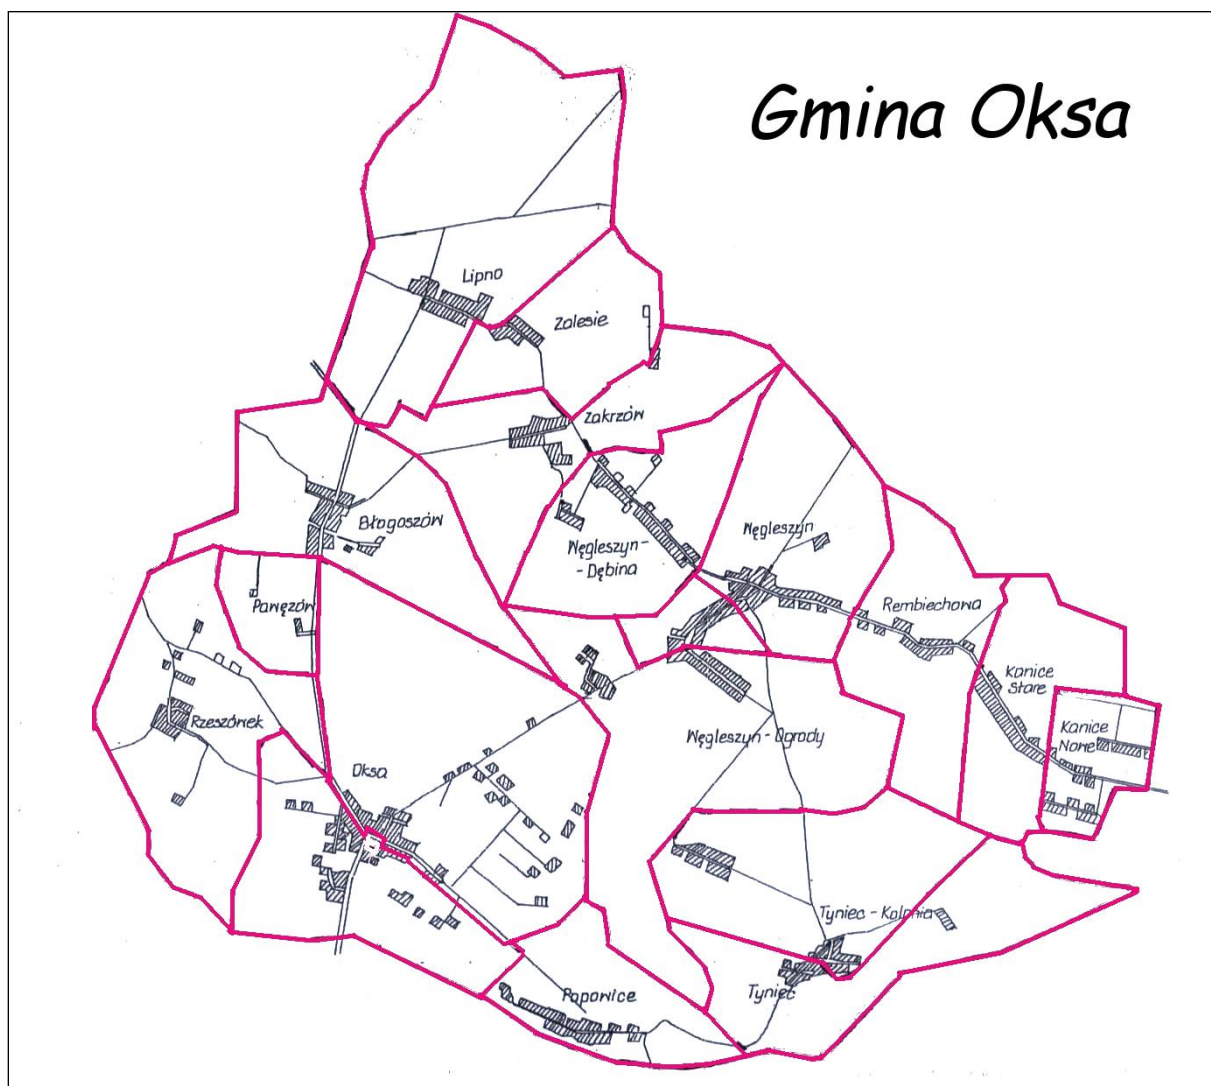 Gmina Oksa
Lipno
Zalesie
Zakrzów
Błogoszów
Węgleszyn-
-Dębina
Węgleszyn
Pawęzów
Rembiechowa
Kanice
Stare
Rzeszówek
Węgleszyn-Ogrody
Kanice
Nowe
Oksa
Tyniec-Kolonia
Popowice
Tyniec